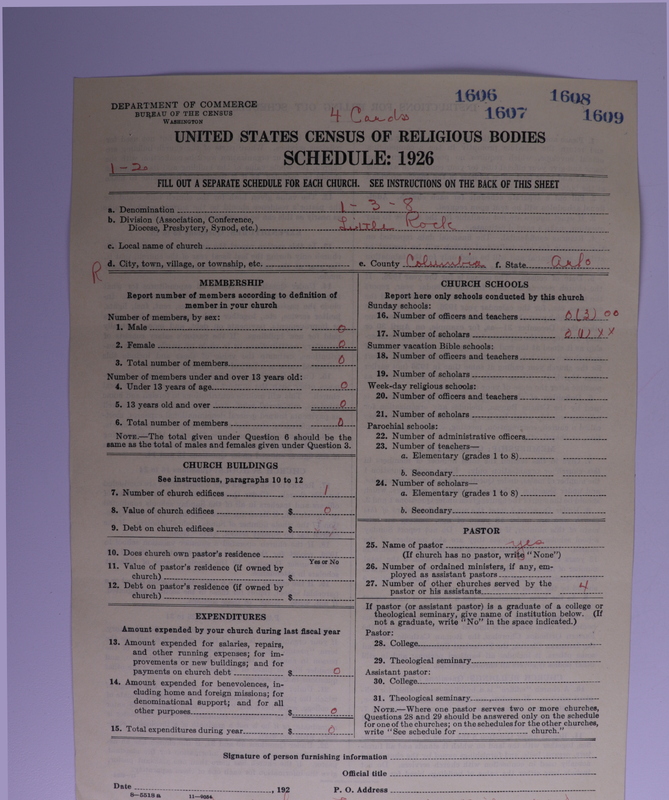 DEPARTMENT OF COMMERCE
BUREAU OF THE CENSUS
WASHINGTON
4 Cards
1606 1608
1607 1609
UNITED STATES CENSUS OF RELIGIOUS BODIES
SCHEDULE: 1926
FILL OUT A SEPARATE SCHEDULE FOR EACH CHURCH. SEE INSTRUCTIONS ON THE BACK OF THIS SHEET
a. Denomination 1-3-8
b. Division (Association, Conference,
Diocese, Presbytery, Synod, etc.) Little Rock
c. Local name of church
R
d. City, town, village, or township, etc. e. County Columbia f. State
MEMBERSHIP
Report number of members according to definition of
member in your church
Number of members, by sex:
1. Male 0
2. Female 0
3. Total number of members 0
Number of members under and over 13 years old:
4. Under 13 years of age 0
5. 13 years old and over 0
6. Total number of members 0
NOTE.—The total given under Question 6 should be the
same as the total of males and females given under Question 3.
CHURCH BUILDINGS
See instructions, paragraphs 10 to 12
7. Number of church edifices 1
8. Value of church edifices $ 0
9. Debt on church edifices $
10. Does church own pastor's residence
Yes or No
11. Value of pastor's residence (if owned by
church) $
12. Debt on pastor's residence (if owned by
church) $
EXPENDITURES
Amount expended by your church during last fiscal year
13. Amount expended for salaries, repairs,
and other running expenses; for im-
provements or new buildings; and for
payments on church debt $ 0
14. Amount expended for benevolences, in-
cluding home and foreign missions; for
denominational support; and for all
other purposes $ 0
15. Total expenditures during year $ 0
CHURCH SCHOOLS
Report here only schools conducted by this church
Sunday schools:
16. Number of officers and teachers 0 (3) 00
17. Number of scholars
Summer vacation Bible schools:
18. Number of officers and teachers
19. Number of scholars
Week-day religious schools:
20. Number of officers and teachers
21. Number of scholars
Parochial schools:
22. Number of administrative officers
23. Number of teachers—
a. Elementary (grades 1 to 8)
b. Secondary
24. Number of scholars—
a. Elementary (grades 1 to 8)
b. Secondary
PASTOR
25. Name of pastor yes
(If church has no pastor, write "None")
26. Number of ordained ministers, if any, em-
ployed as assistant pastors
27. Number of other churches served by the
pastor or his assistants 4
If pastor (or assistant pastor) is a graduate of a college or
theological seminary, give name of institution below. (If
not a graduate, write "No" in the space indicated.)
Pastor:
28. College
29. Theological seminary
Assistant pastor:
30. College
31. Theological seminary
NOTE.—Where one pastor serves two or more churches,
Questions 28 and 29 should be answered only on the schedule
for one of the churches; on the schedules for the other churches,
write "See schedule for church."
Signature of person furnishing information
Official title
Date , 192 P. O. Address
8—5518a 11—9664